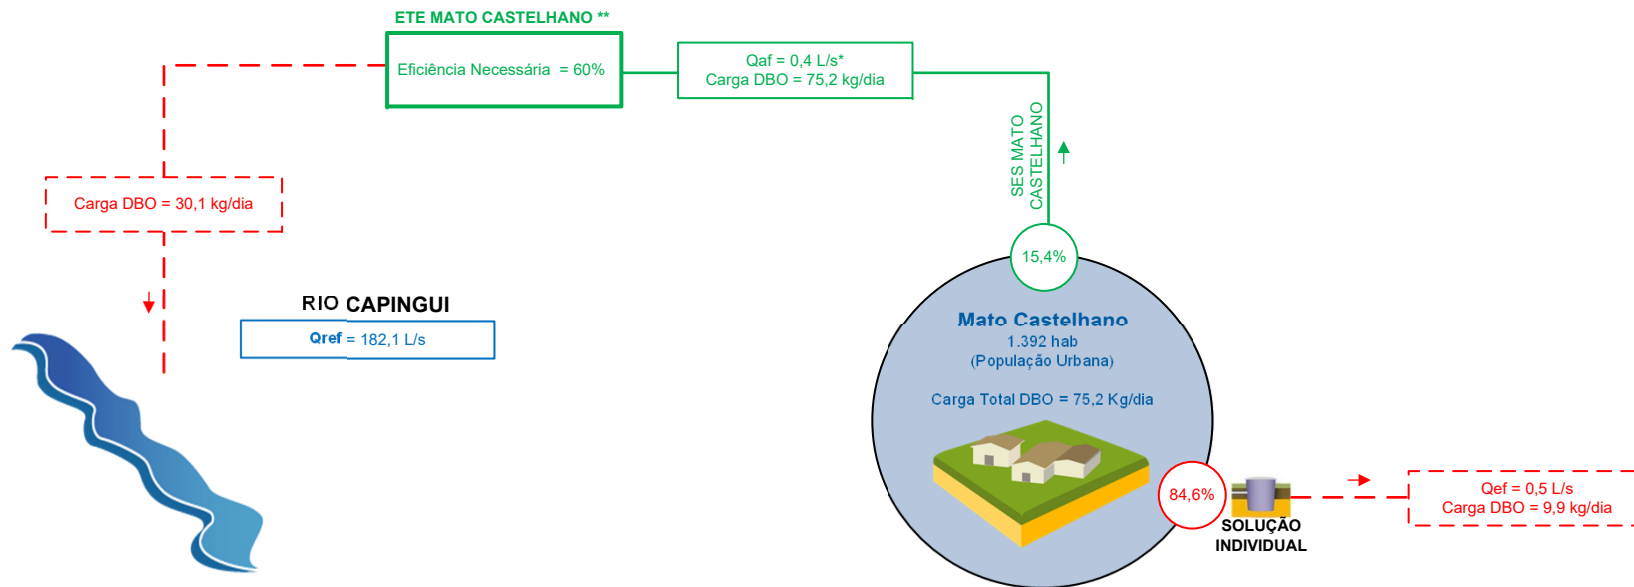 ETE MATO CASTELHANO **
Eficiência Necessária = 60%
Qaf = 0,4 L/s*
Carga DBO = 75,2 kg/dia
SES MATO
CASTELHANO
Carga DBO = 30,1 kg/dia
RIO CAPINGUI
Qref = 182,1 L/s
15,4%
Mato Castelhano
1.392 hab
(População Urbana)
Carga Total DBO = 75,2 Kg/dia
84,6%
SOLUÇÃO
INDIVIDUAL
Qef = 0,5 L/s
Carga DBO = 9,9 kg/dia